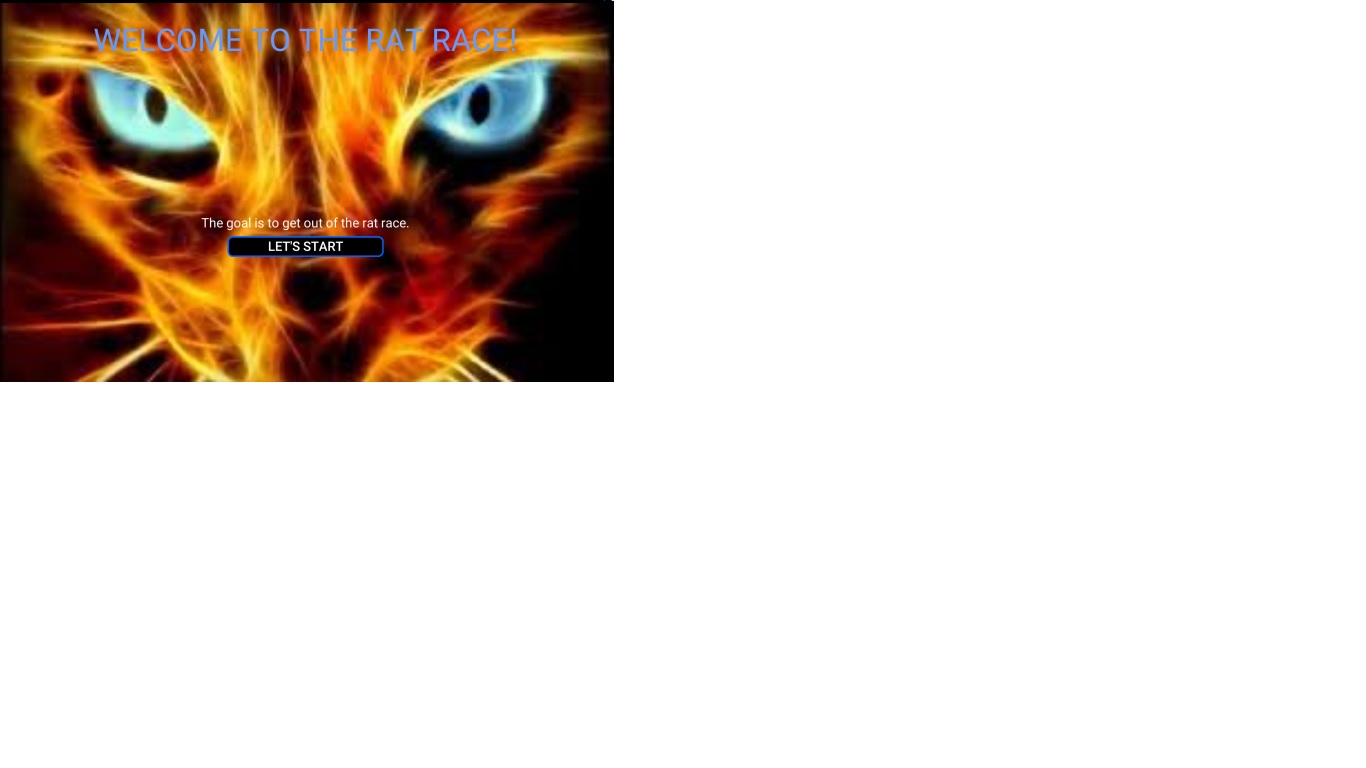 WELCOME TO THE RAT RACE!
The goal is to get out of the rat race.
LET'S START